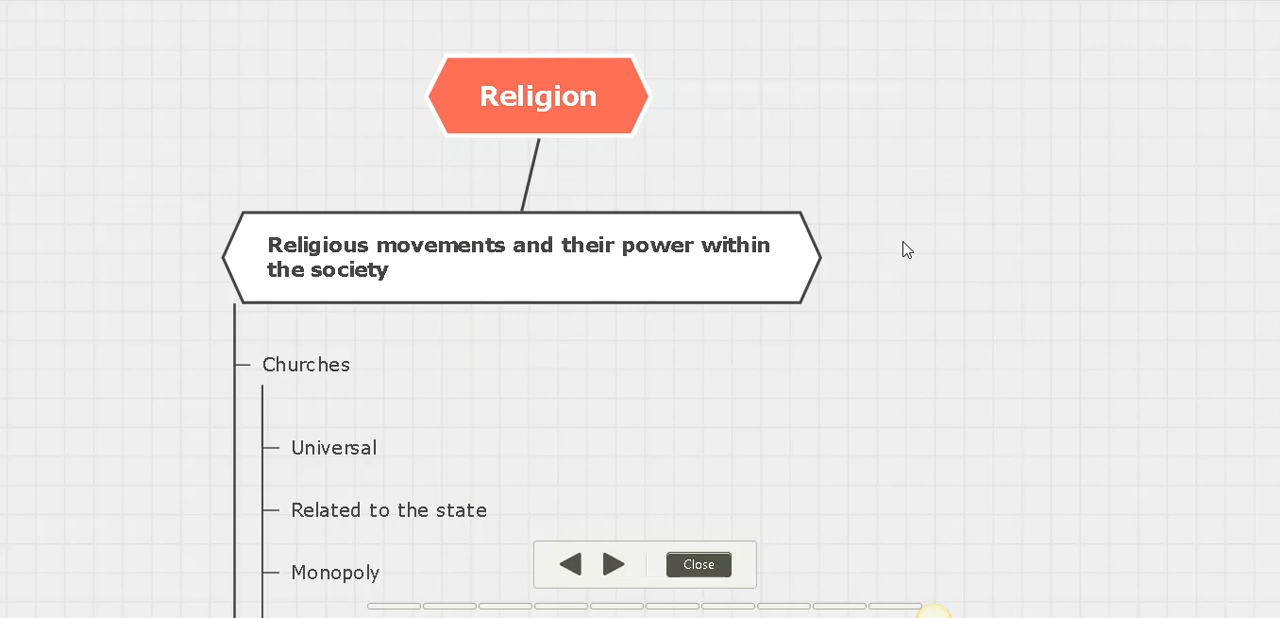 Religion
Religious movements and their power within
the society
Churches
Universal
Related to the state
Monopoly
Close